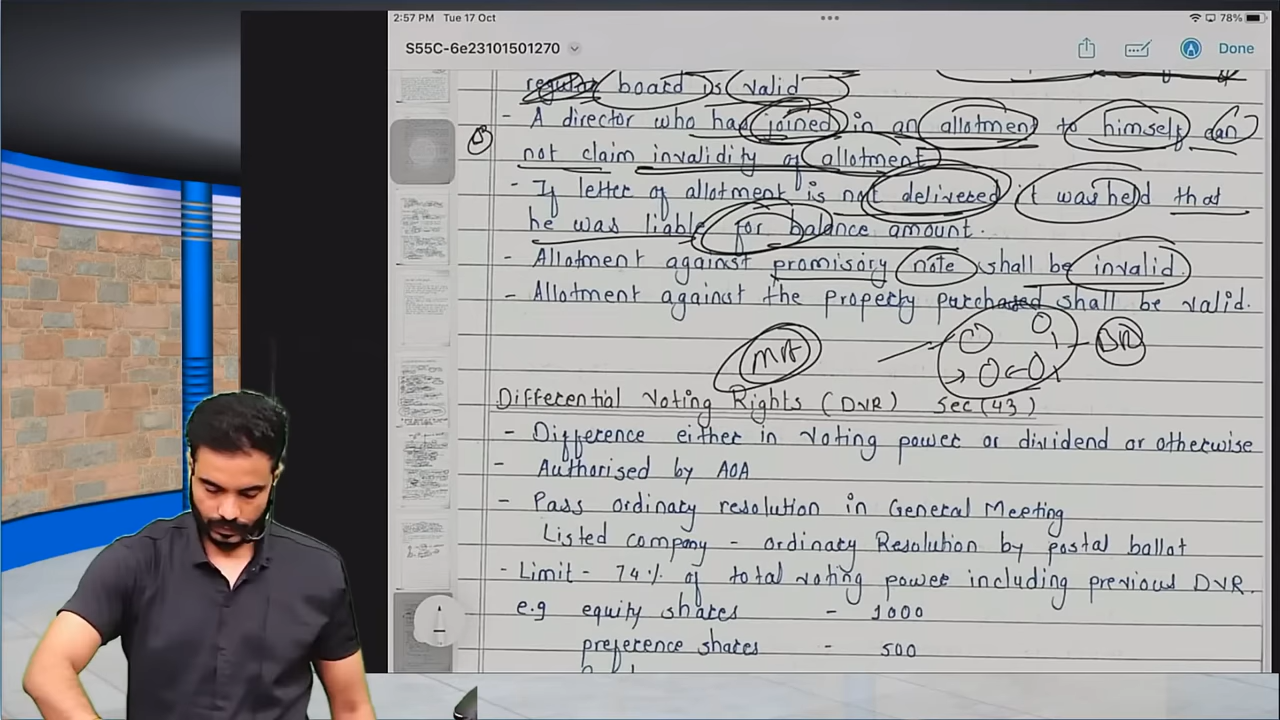 2:57 PM Tue 17 Oct
78%
S55C-6e23101501270
Done
regular board is valid
- A director who had joined in an allotment to himself can
not claim invalidity of allotment
- If letter of allotment is not delivered it was held that
he was liable for balance amount.
- Allotment against promisory note shall be invalid.
- Allotment against the property purchased shall be valid.
Differential Voting Rights (DVR) Sec (43)
- Difference either in voting power or dividend or otherwise
- Authorised by AOA
- Pass ordinary resolution in General Meeting
Listed company - ordinary Resolution by postal ballot
- Limit - 74% of total voting power including previous DVR.
e.g equity shares - 1000
preference shares - 500